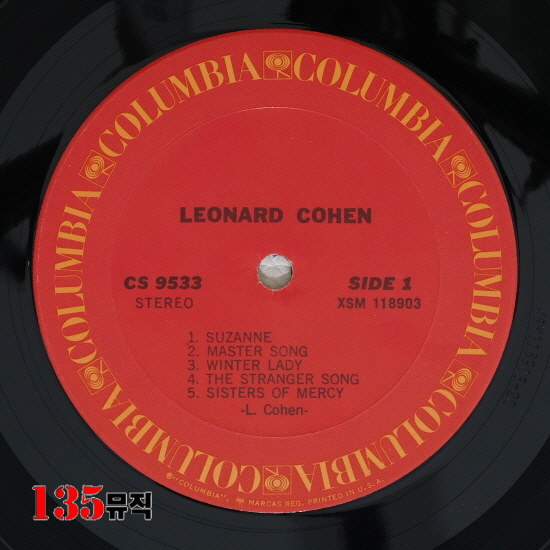 COLUMBIA COLUMBIA COLUMBIA COLUMBIA COLUMBIA COLUMBIA
LEONARD COHEN
CS 9533
SIDE 1
STEREO
XSM 118903
1. SUZANNE
2. MASTER SONG
3. WINTER LADY
4. THE STRANGER SONG
5. SISTERS OF MERCY
-L. Cohen-
"COLUMBIA", MARCAS REG. PRINTED IN U.S.A.
135뮤직